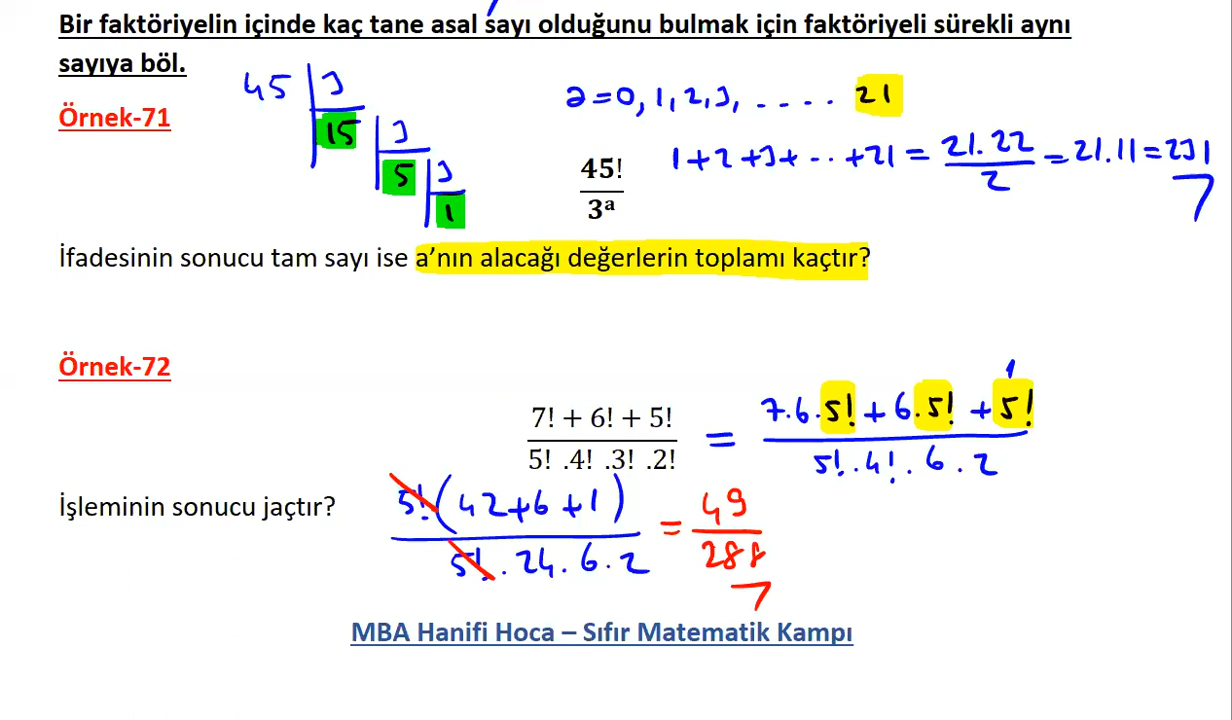 Bir faktöriyelin içinde kaç tane asal sayı olduğunu bulmak için faktöriyeli sürekli aynı
sayıya böl.
45 | 3
15 | 3
5 | 3
1
a=0, 1, 2, 3, . . . . . 21
Örnek-71
1+2+3+ . . +21 = 21.22/2 = 21.11 = 231
45!/3ᵃ
İfadesinin sonucu tam sayı ise a’nın alacağı değerlerin toplamı kaçtır?
Örnek-72
7! + 6! + 5! / 5! .4! .3! .2! = 7.6.5! + 6.5! + 5! / 5!.4!.6.2
1
İşleminin sonucu jaçtır?
5!(42+6+1) / 5!.24.6.2 = 49/288
MBA Hanifi Hoca – Sıfır Matematik Kampı